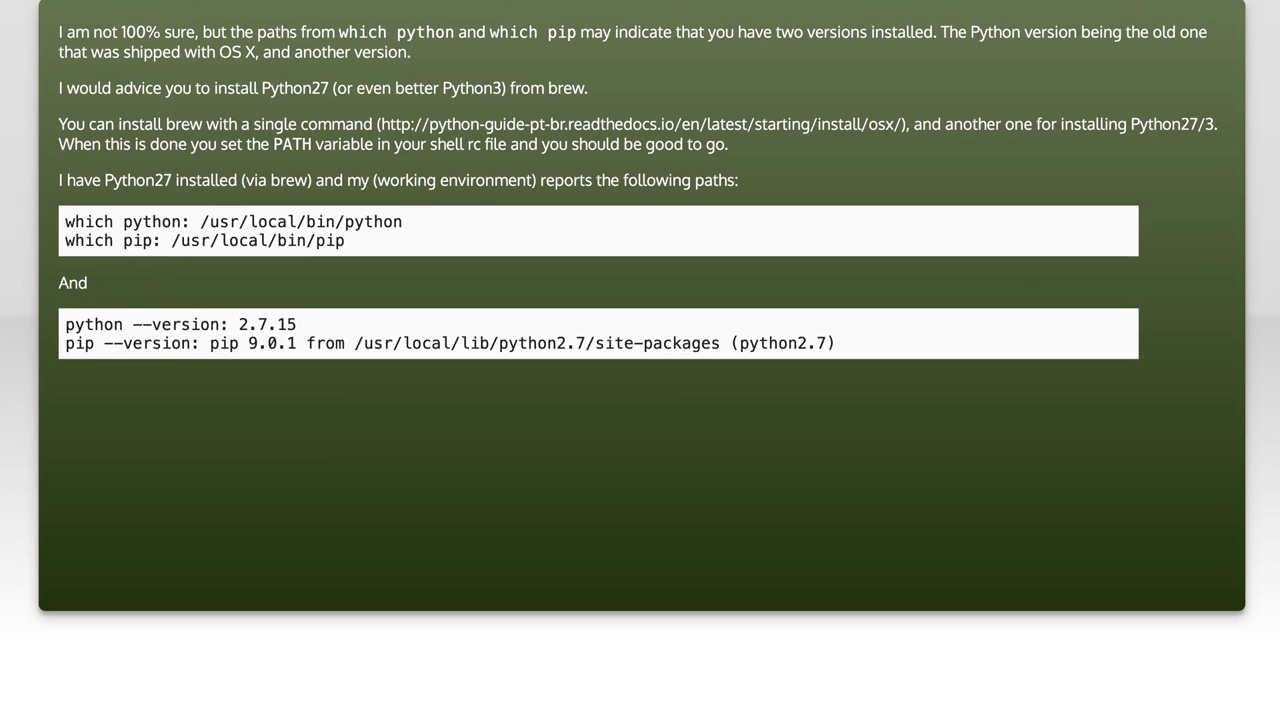 I am not 100% sure, but the paths from which python and which pip may indicate that you have two versions installed. The Python version being the old one
that was shipped with OS X, and another version.
I would advice you to install Python27 (or even better Python3) from brew.
You can install brew with a single command (http://python-guide-pt-br.readthedocs.io/en/latest/starting/install/osx/), and another one for installing Python27/3.
When this is done you set the PATH variable in your shell rc file and you should be good to go.
I have Python27 installed (via brew) and my (working environment) reports the following paths:
which python: /usr/local/bin/python
which pip: /usr/local/bin/pip
And
python --version: 2.7.15
pip --version: pip 9.0.1 from /usr/local/lib/python2.7/site-packages (python2.7)